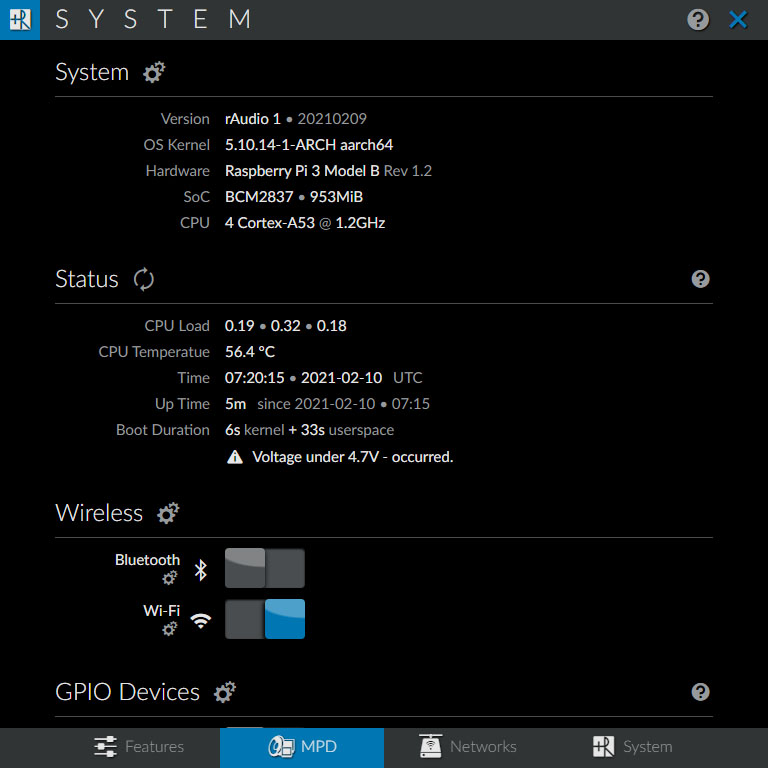 SYSTEM
System
Version rAudio 1 • 20210209
OS Kernel 5.10.14-1-ARCH aarch64
Hardware Raspberry Pi 3 Model B Rev 1.2
SoC BCM2837 • 953MiB
CPU 4 Cortex-A53 @ 1.2GHz
Status
CPU Load 0.19 • 0.32 • 0.18
CPU Temperatue 56.4 °C
Time 07:20:15 • 2021-02-10 UTC
Up Time 5m since 2021-02-10 • 07:15
Boot Duration 6s kernel + 33s userspace
Voltage under 4.7V - occurred.
Wireless
Bluetooth
Wi-Fi
GPIO Devices
Features MPD Networks System